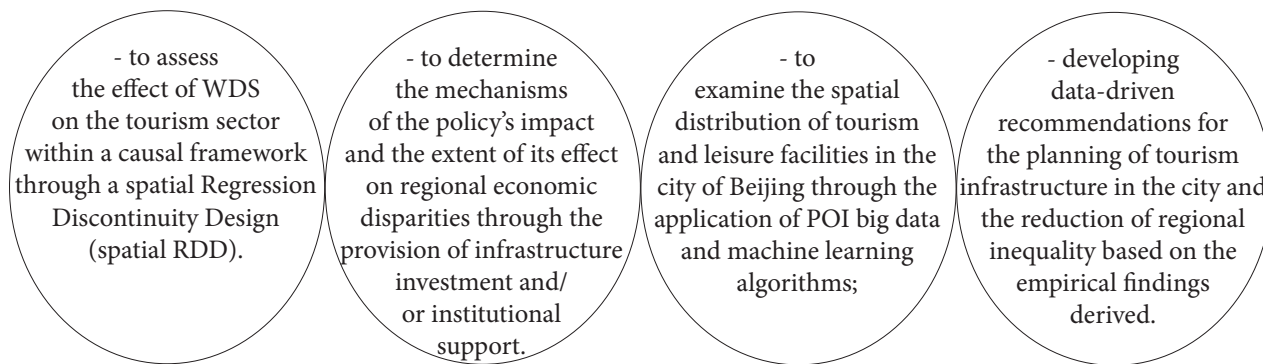 - to assess
the effect of WDS
on the tourism sector
within a causal framework
through a spatial Regression
Discontinuity Design
(spatial RDD).
- to determine
the mechanisms
of the policy's impact
and the extent of its effect
on regional economic
disparities through the
provision of infrastructure
investment and/
or institutional
support.
- to
examine the spatial
distribution of tourism
and leisure facilities in the
city of Beijing through the
application of POI big data
and machine learning
algorithms;
- developing
data-driven
recommendations for
the planning of tourism
infrastructure in the city and
the reduction of regional
inequality based on the
empirical findings
derived.